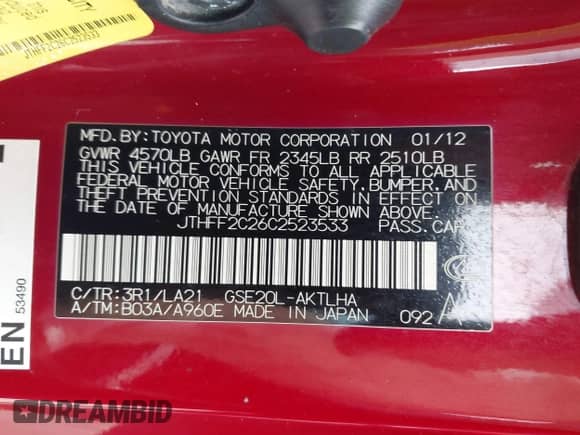 JTHFF2C26C2523533
MFD.BY:TOYOTA MOTOR CORPORATION 01/12
GVWR 4570LB GAWR FR 2345LB RR 2510LB
THIS VEHICLE CONFORMS TO ALL APPLICABLE
FEDERAL MOTOR VEHICLE SAFETY, BUMPER, AND
THEFT PREVENTION STANDARDS IN EFFECT ON
THE DATE OF MANUFACTURE SHOWN ABOVE.
JTHFF2C26C2523533 PASS.CAR
C/TR:3R1/LA21 GSE20L-AKTLHA
A/TM:B03A/A960E MADE IN JAPAN 092
EN
53490
DREAMBID